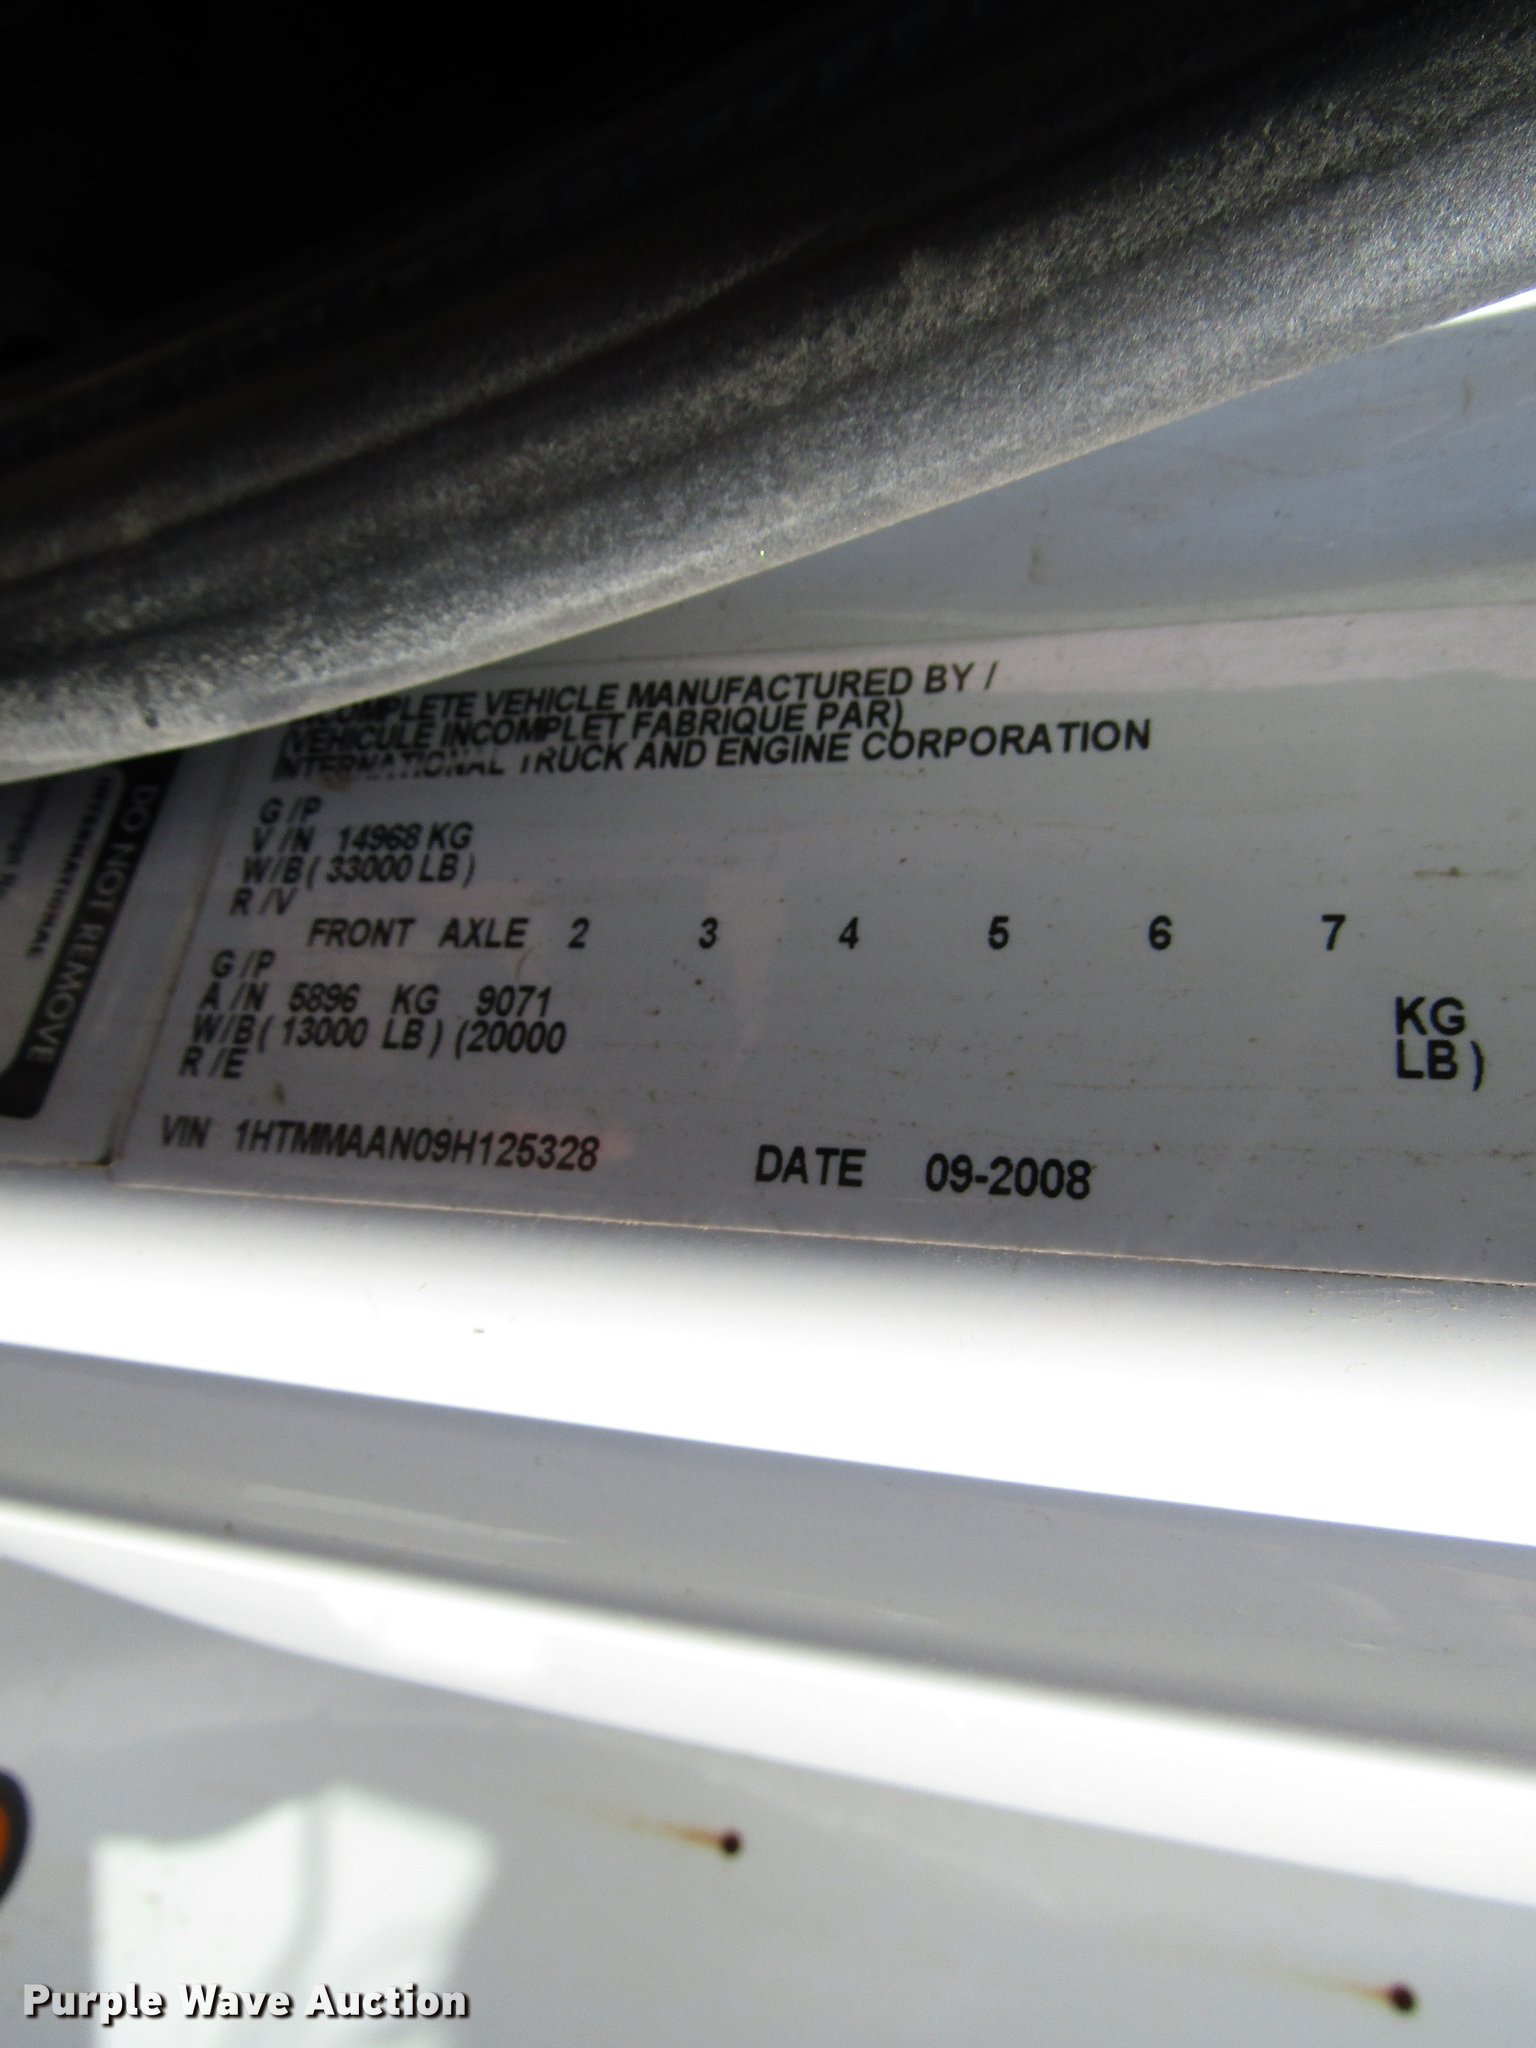 COMPLETE VEHICLE MANUFACTURED BY /
(VEHICULE INCOMPLET FABRIQUE PAR)
INTERNATIONAL TRUCK AND ENGINE CORPORATION
G/P
V/N 14968 KG
W/B ( 33000 LB )
R/V
FRONT AXLE 2 3 4 5 6 7
G/P
A/N 5896 KG 9071 KG
W/B ( 13000 LB ) (20000 LB )
R/E
VIN 1HTMMAAN09H125328 DATE 09-2008
DO NOT REMOVE
INTERNATIONAL
Purple Wave Auction